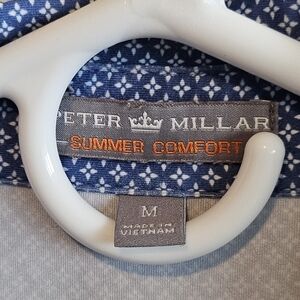 PETER MILLAR
SUMMER COMFORT
M
MADE IN
VIETNAM